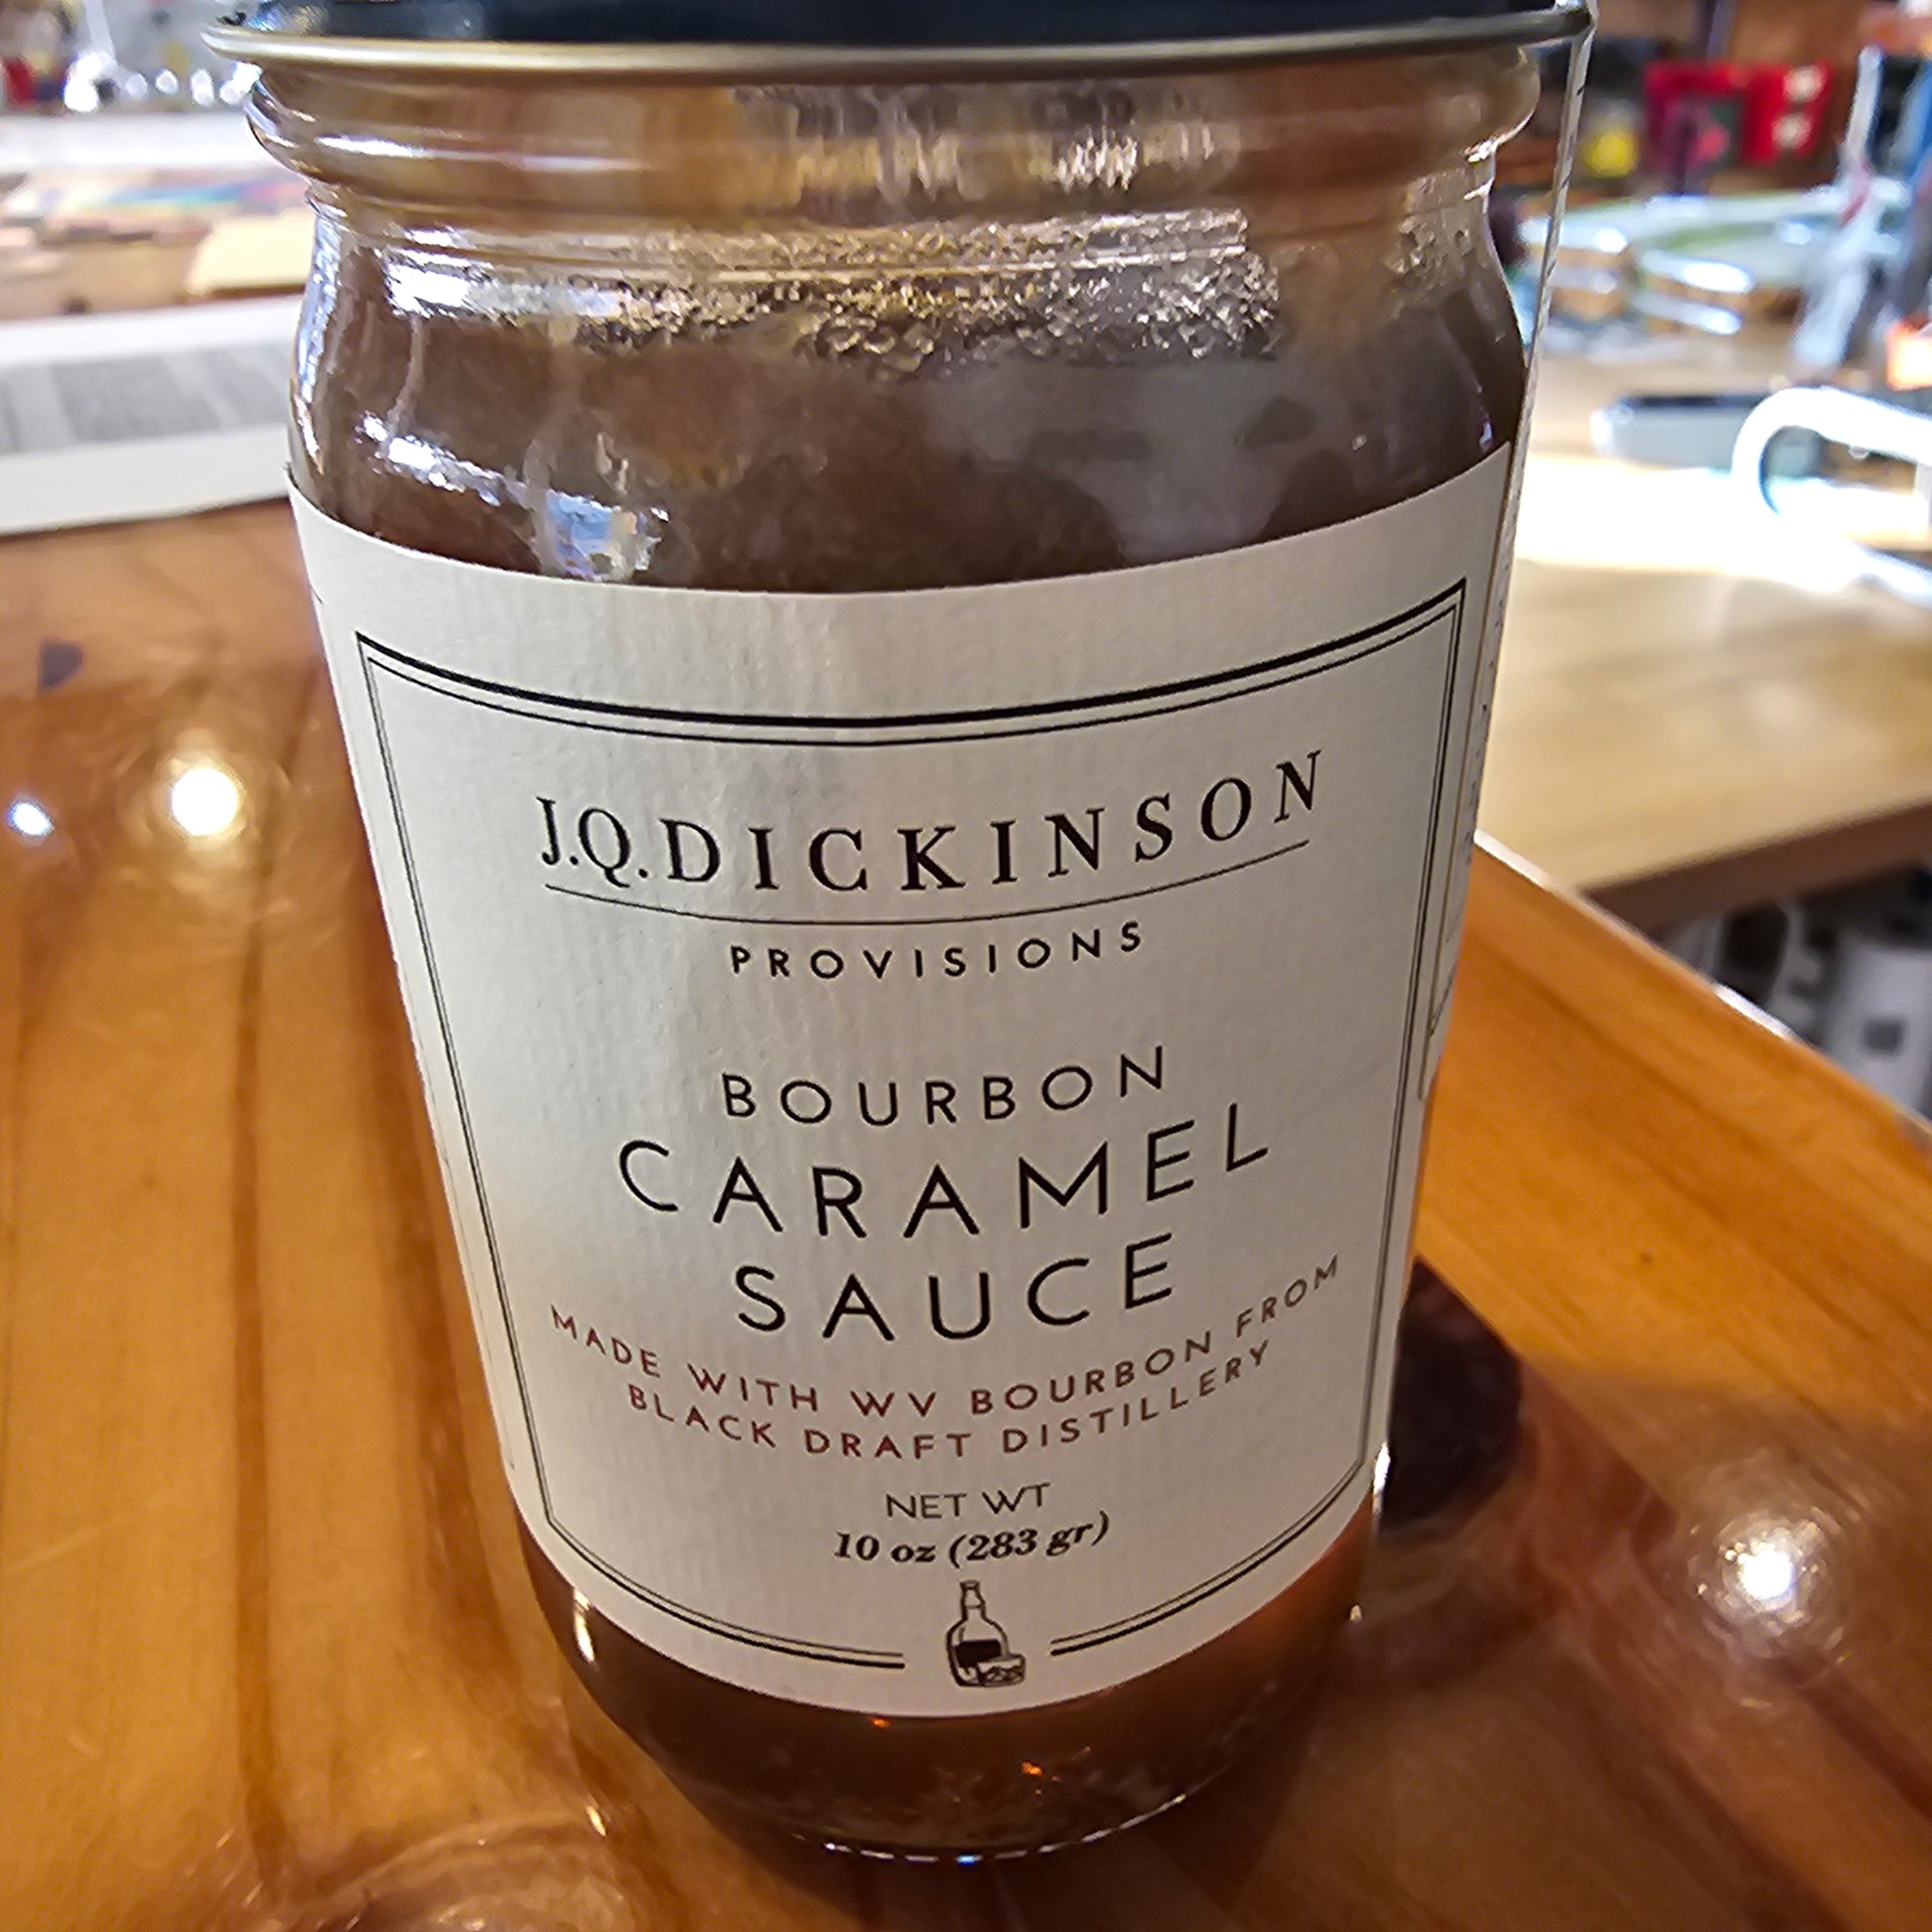 J.Q.DICKINSON
PROVISIONS
BOURBON
CARAMEL
SAUCE
MADE WITH WV BOURBON FROM
BLACK DRAFT DISTILLERY
NET WT
10 oz (283 gr)